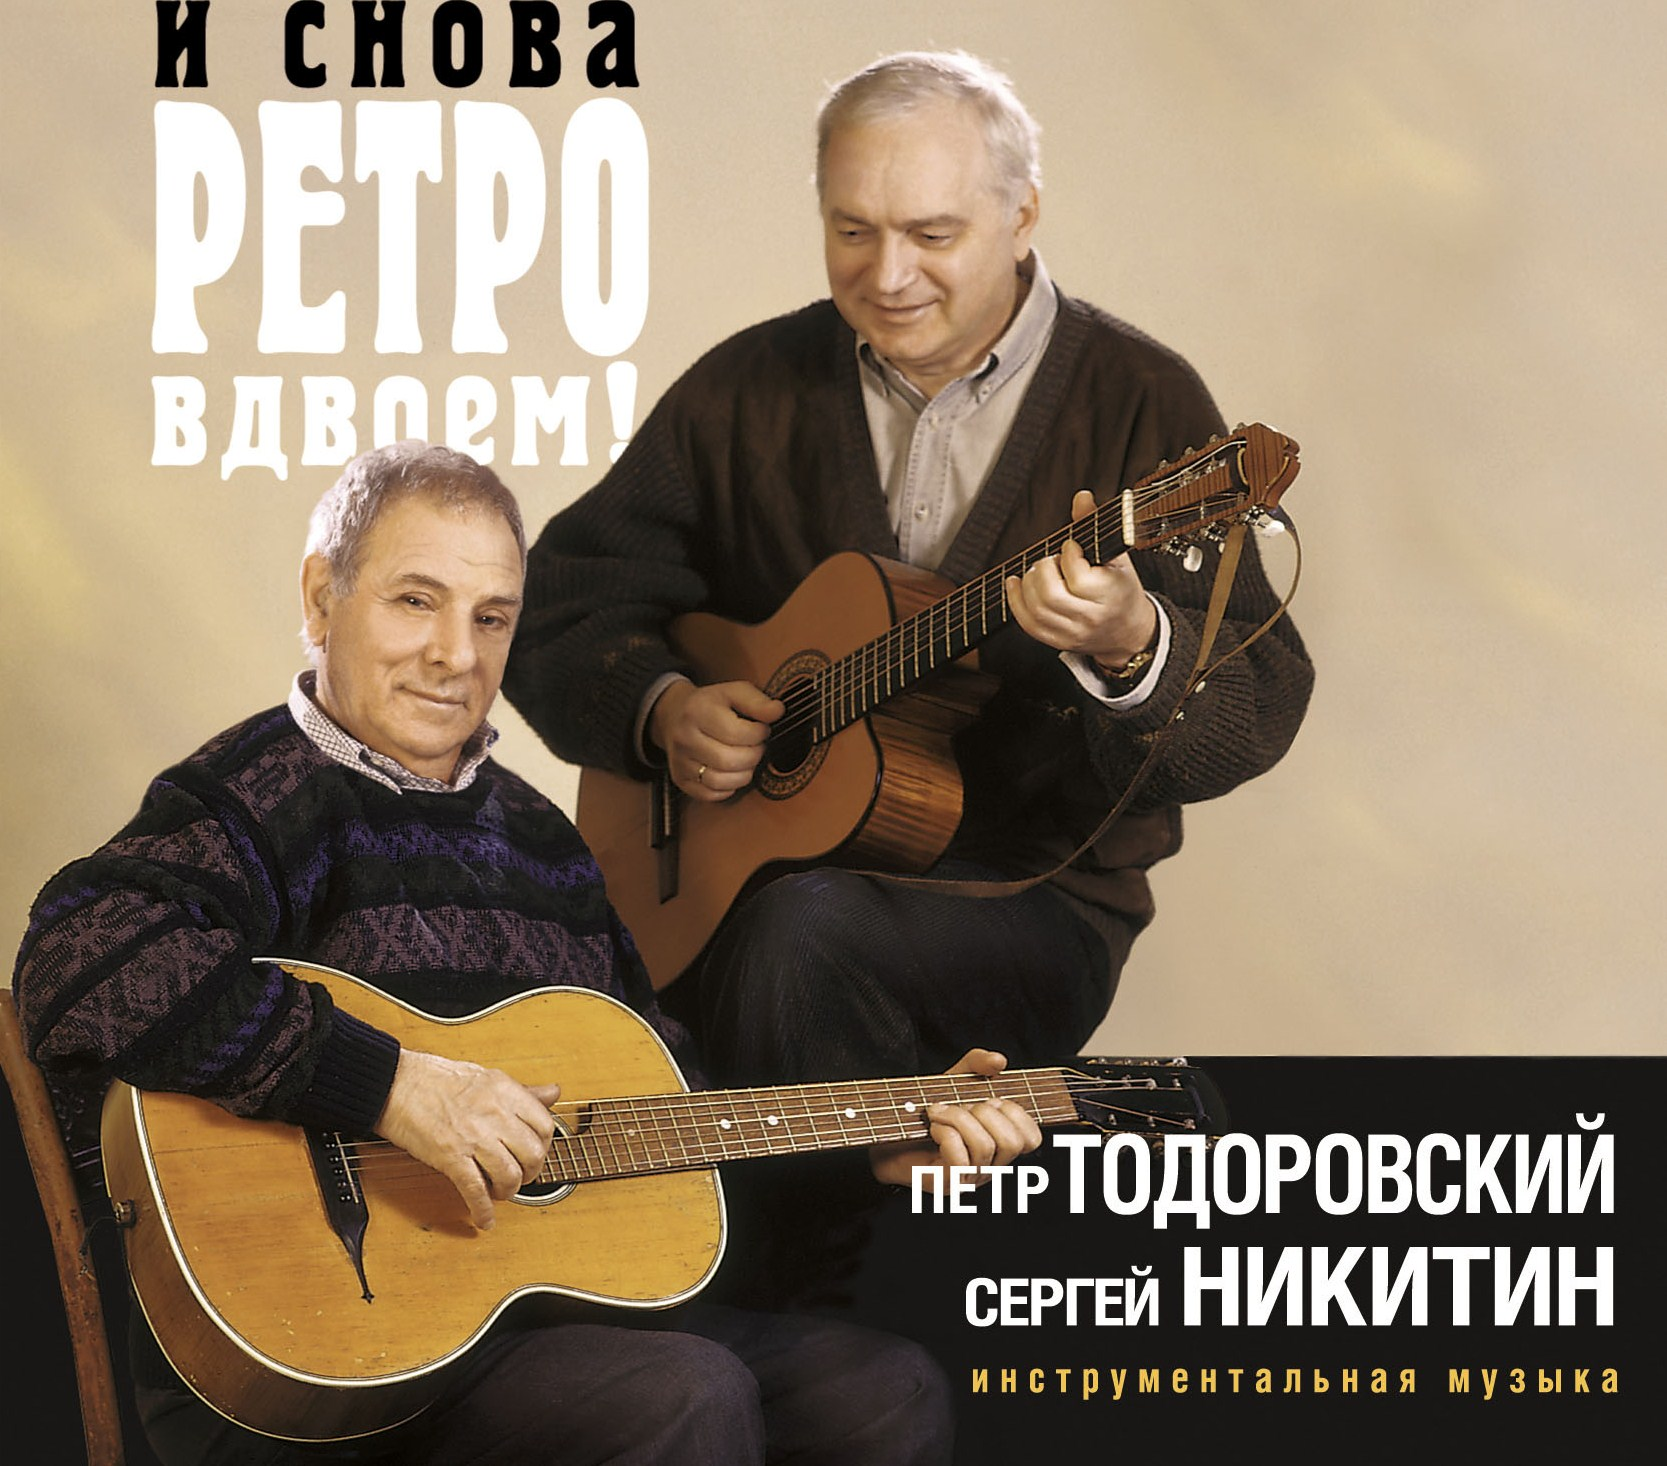 и снова
РЕТРО
вдвоем!
ПЕТР ТОДОРОВСКИЙ
СЕРГЕЙ НИКИТИН
инструментальная музыка